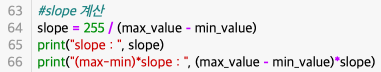 63 #slope 계산
64 slope = 255 / (max_value - min_value)
65 print("slope : ", slope)
66 print("(max-min)*slope : ", (max_value - min_value)*slope)